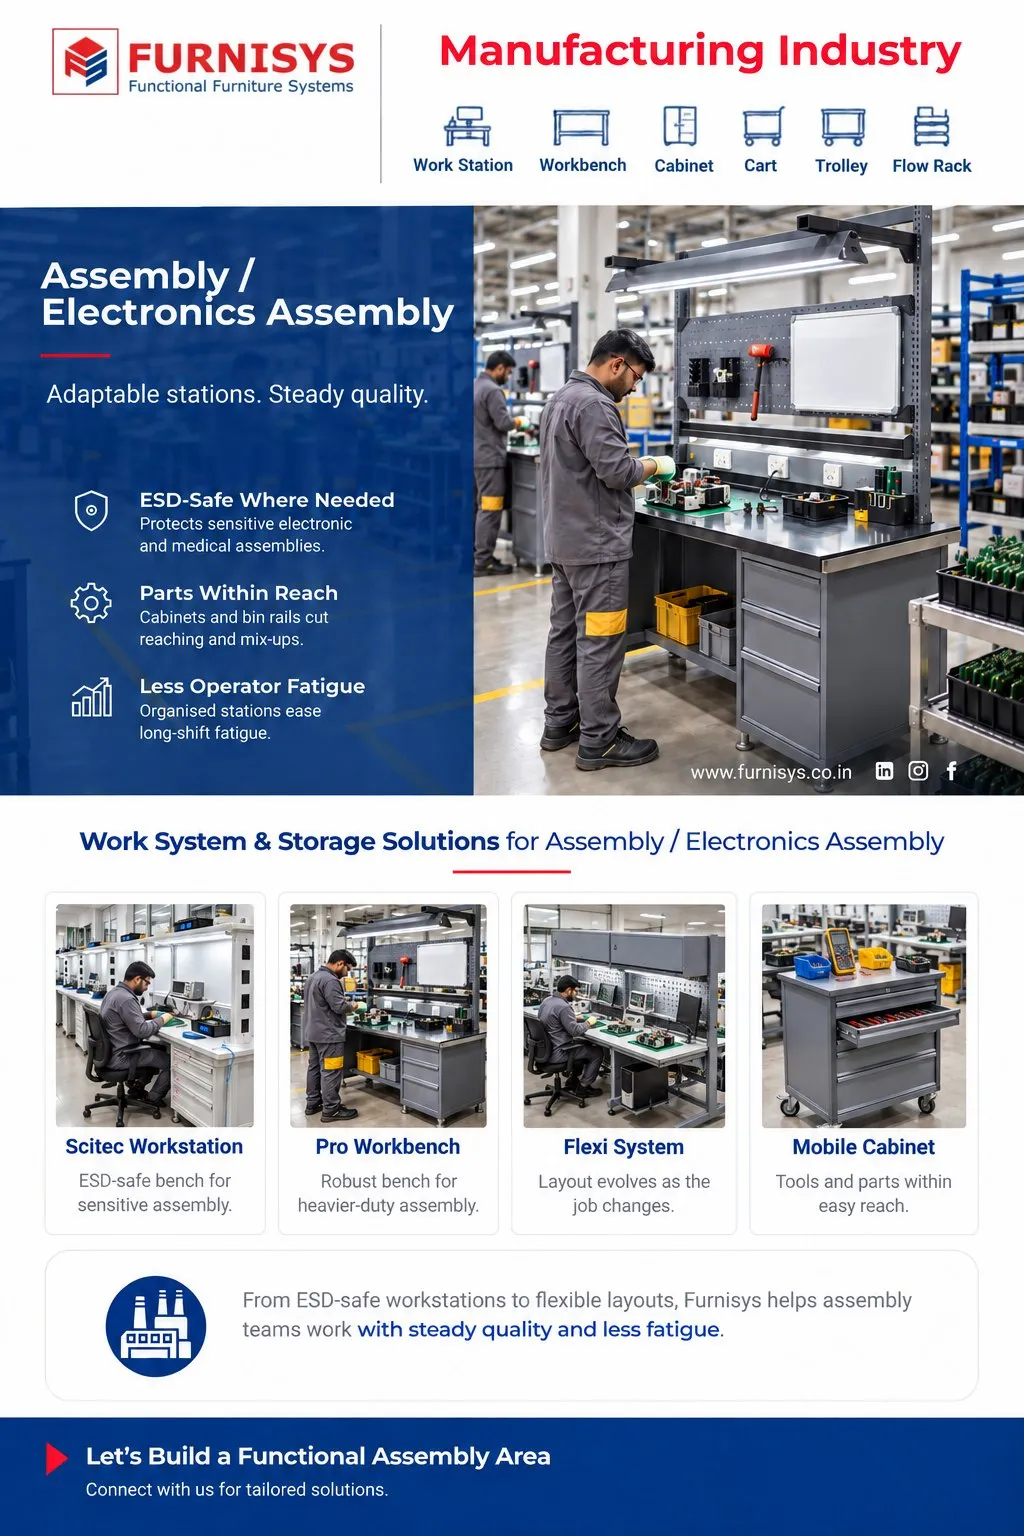 FURNISYS
Functional Furniture Systems
Manufacturing Industry
Work Station
Workbench
Cabinet
Cart
Trolley
Flow Rack
Assembly /
Electronics Assembly
Adaptable stations. Steady quality.
ESD-Safe Where Needed
Protects sensitive electronic
and medical assemblies.
Parts Within Reach
Cabinets and bin rails cut
reaching and mix-ups.
Less Operator Fatigue
Organised stations ease
long-shift fatigue.
www.furnisys.co.in
Work System & Storage Solutions for Assembly / Electronics Assembly
Scitec Workstation
ESD-safe bench for
sensitive assembly.
Pro Workbench
Robust bench for
heavier-duty assembly.
Flexi System
Layout evolves as the
job changes.
Mobile Cabinet
Tools and parts within
easy reach.
From ESD-safe workstations to flexible layouts, Furnisys helps assembly
teams work with steady quality and less fatigue.
Let's Build a Functional Assembly Area
Connect with us for tailored solutions.